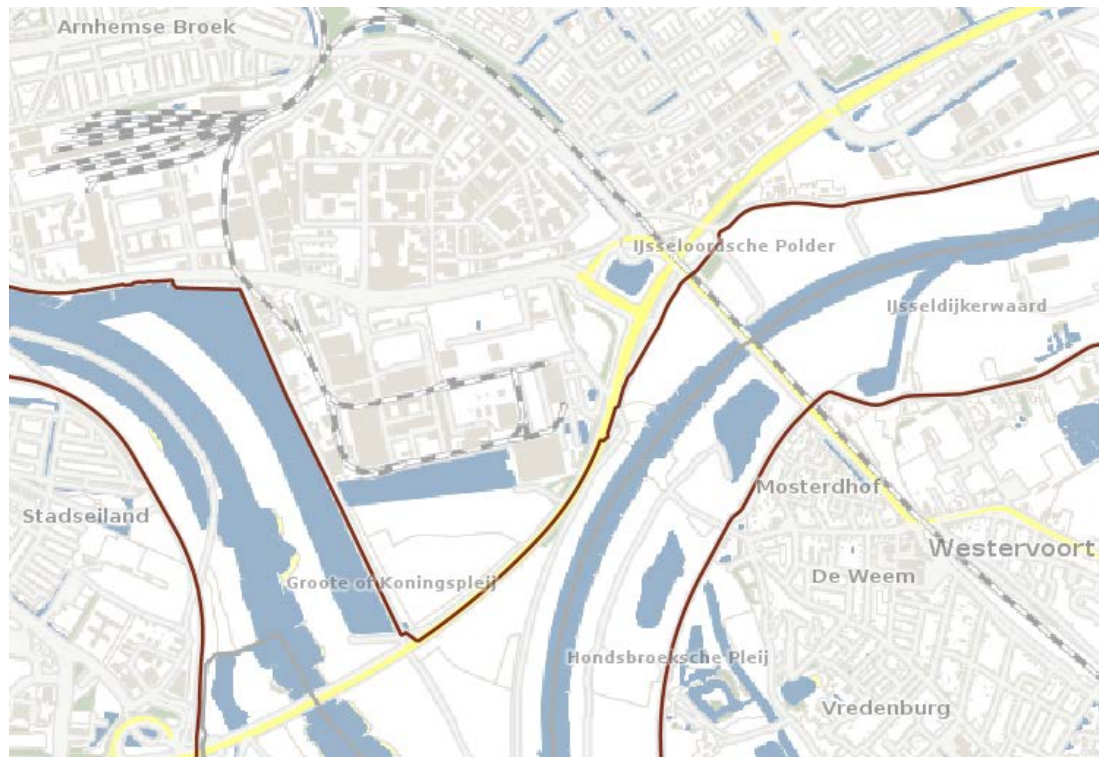 Arnhemse Broek
IJsseloordsche Polder
IJsseldijkerwaard
Mosterdhof
Stadseiland
Westervoort
De Weem
Groote of Koningspleij
Hondsbroeksche Pleij
Vredenburg